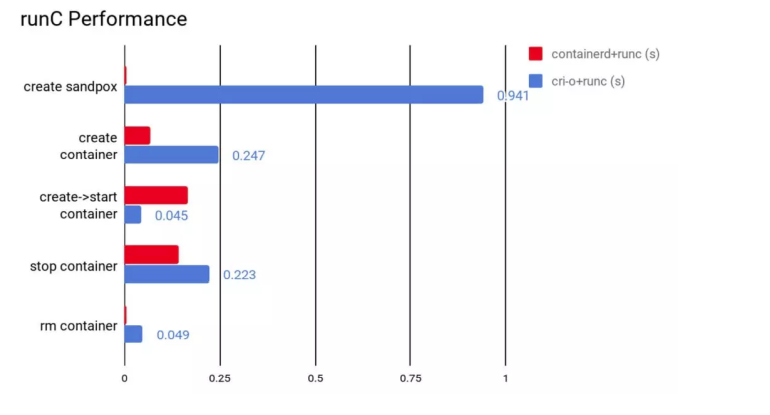 runC Performance
containerd+runc (s)
cri-o+runc (s)
create sandpox
0.941
create
container
0.247
create->start
container
0.045
stop container
0.223
rm container
0.049
0 0.25 0.5 0.75 1